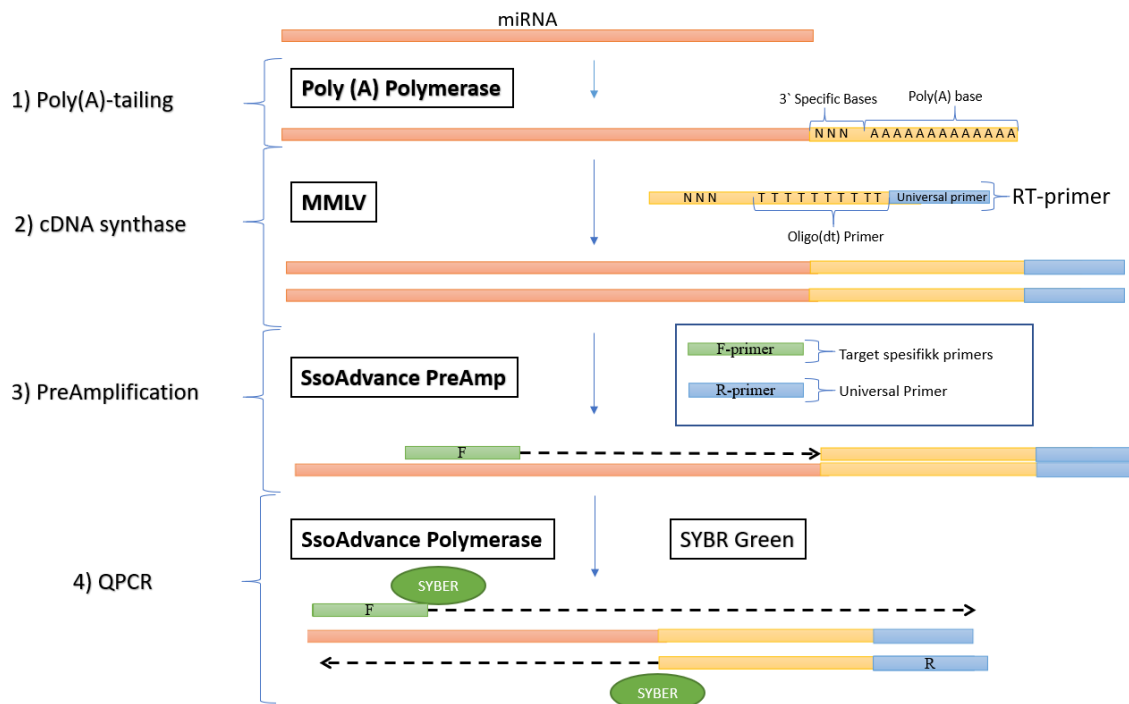 miRNA
1) Poly(A)-tailing
Poly (A) Polymerase
3` Specific Bases
Poly(A) base
N N N A A A A A A A A A A A A A
2) cDNA synthase
MMLV
N N N T T T T T T T T T T Universal primer
RT-primer
Oligo(dt) Primer
3) PreAmplification
SsoAdvance PreAmp
F-primer
Target spesifikk primers
R-primer
Universal Primer
F
4) QPCR
SsoAdvance Polymerase
SYBR Green
SYBER
F
R
SYBER